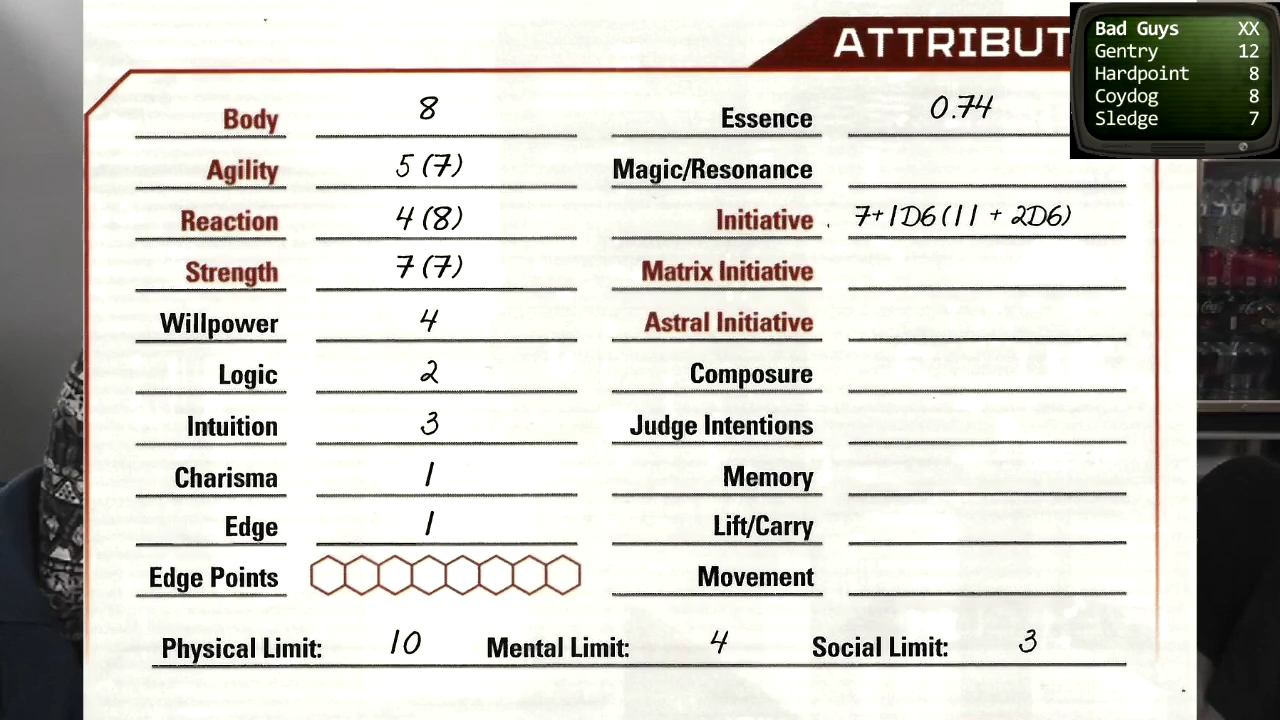 ATTRIBUT
Bad Guys XX
Gentry 12
Hardpoint 8
Coydog 8
Sledge 7
Body 8
Agility 5 (7)
Reaction 4 (8)
Strength 7 (7)
Willpower 4
Logic 2
Intuition 3
Charisma 1
Edge 1
Edge Points
Essence 0.74
Magic/Resonance
Initiative 7+1D6 (11 + 2D6)
Matrix Initiative
Astral Initiative
Composure
Judge Intentions
Memory
Lift/Carry
Movement
Physical Limit: 10 Mental Limit: 4 Social Limit: 3